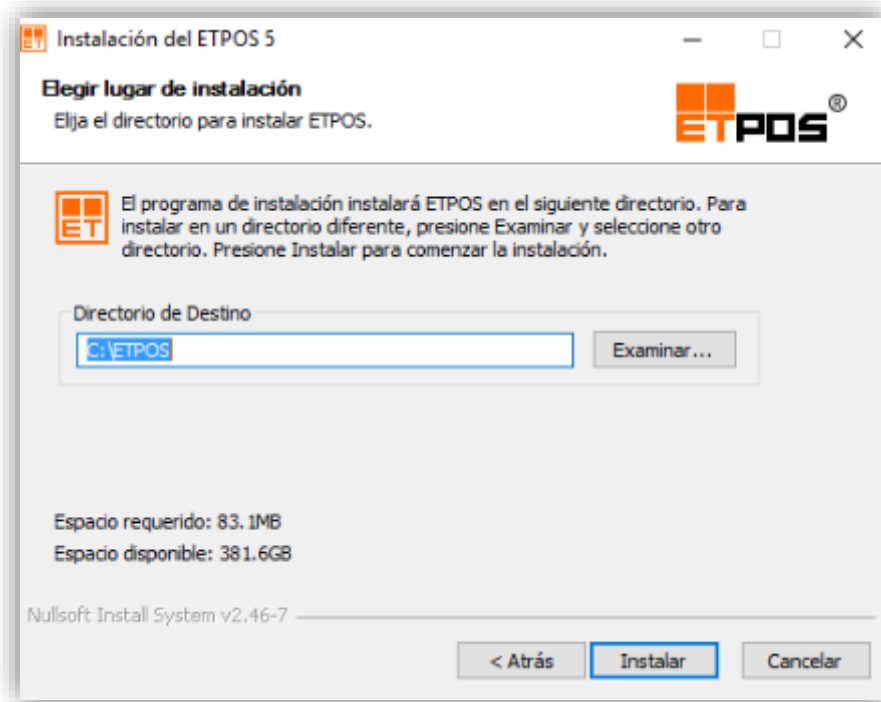 Instalación del ETPOS 5
Elegir lugar de instalación
Elija el directorio para instalar ETPOS.
ETPOS®
ET
El programa de instalación instalará ETPOS en el siguiente directorio. Para
instalar en un directorio diferente, presione Examinar y seleccione otro
directorio. Presione Instalar para comenzar la instalación.
Directorio de Destino
C:\ETPOS
Examinar...
Espacio requerido: 83.1MB
Espacio disponible: 381.6GB
Nullsoft Install System v2.46-7
< Atrás
Instalar
Cancelar